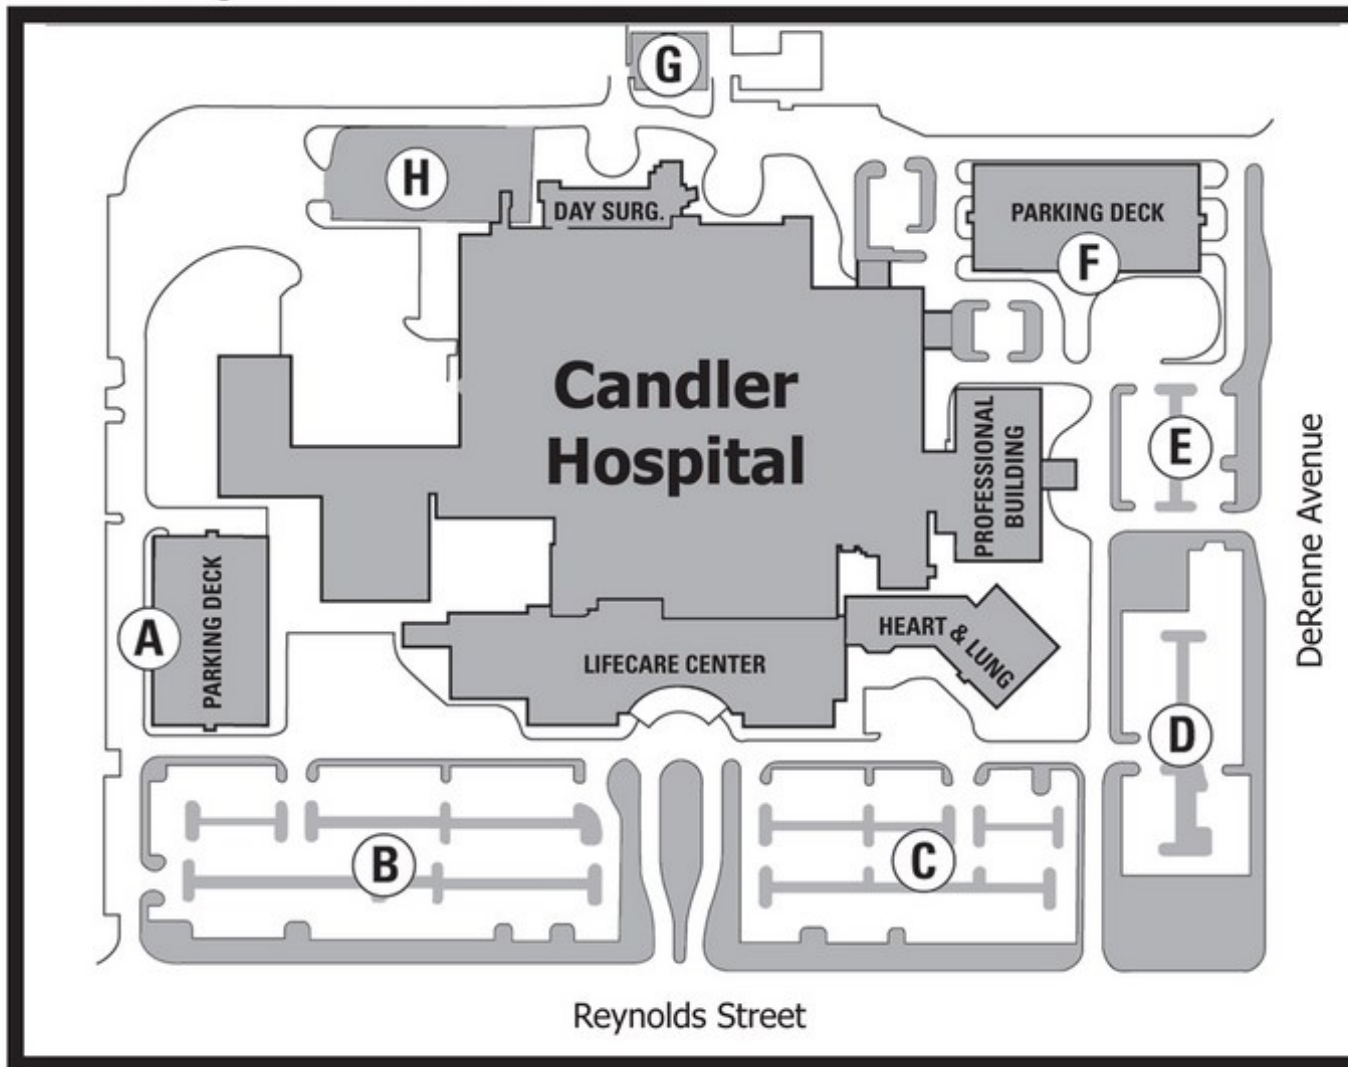 G
H
DAY SURG.
PARKING DECK
F
Candler
Hospital
PROFESSIONAL
BUILDING
E
DeRenne Avenue
PARKING DECK
A
HEART & LUNG
LIFECARE CENTER
D
B
C
Reynolds Street